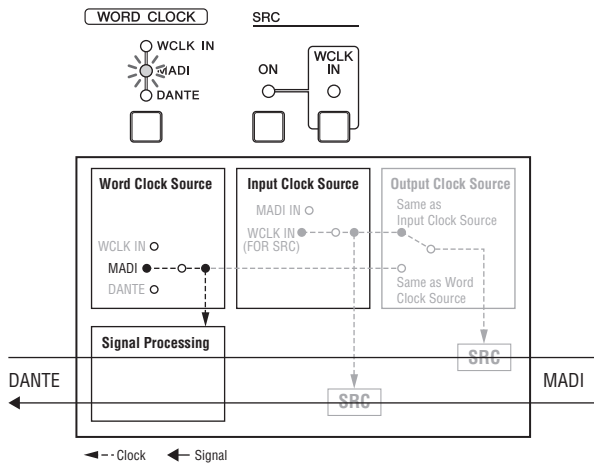 WORD CLOCK
SRC
WCLK IN
MADI
DANTE
ON
WCLK
IN
Word Clock Source
Input Clock Source
Output Clock Source
WCLK IN
MADI
DANTE
MADI IN
WCLK IN
(FOR SRC)
Same as
Input Clock Source
Same as Word
Clock Source
Signal Processing
SRC
SRC
DANTE
MADI
Clock
Signal